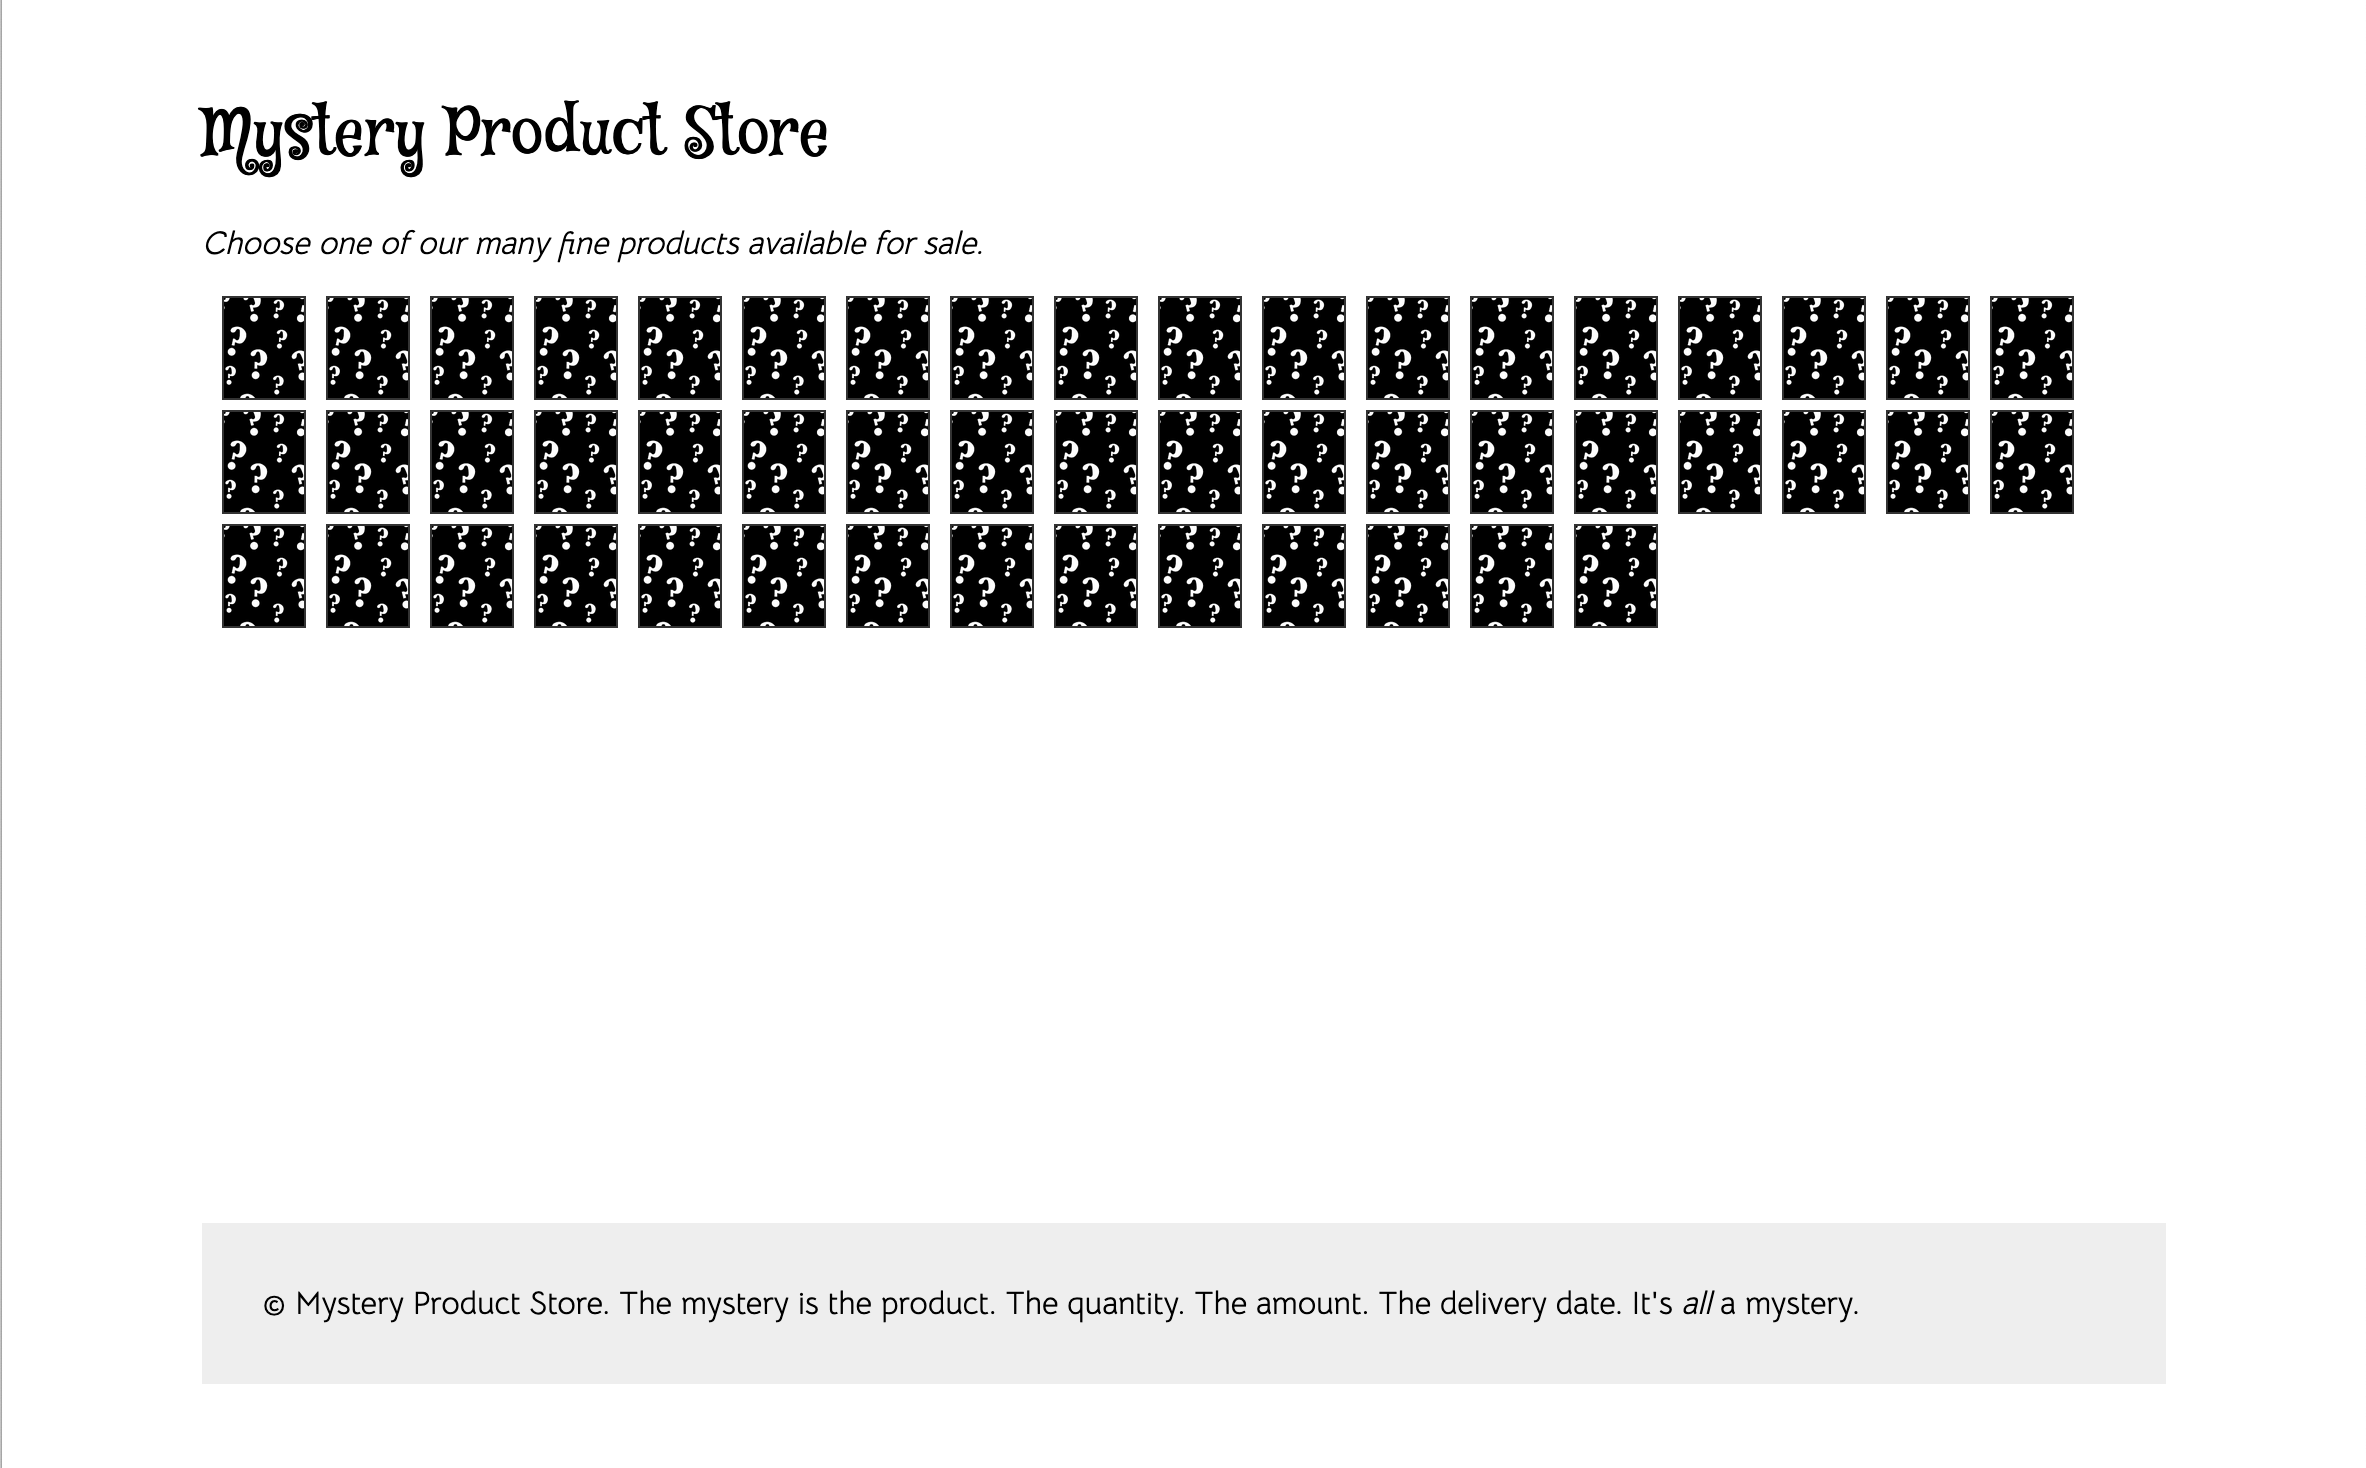 Mystery Product Store
Choose one of our many fine products available for sale.
© Mystery Product Store. The mystery is the product. The quantity. The amount. The delivery date. It's all a mystery.